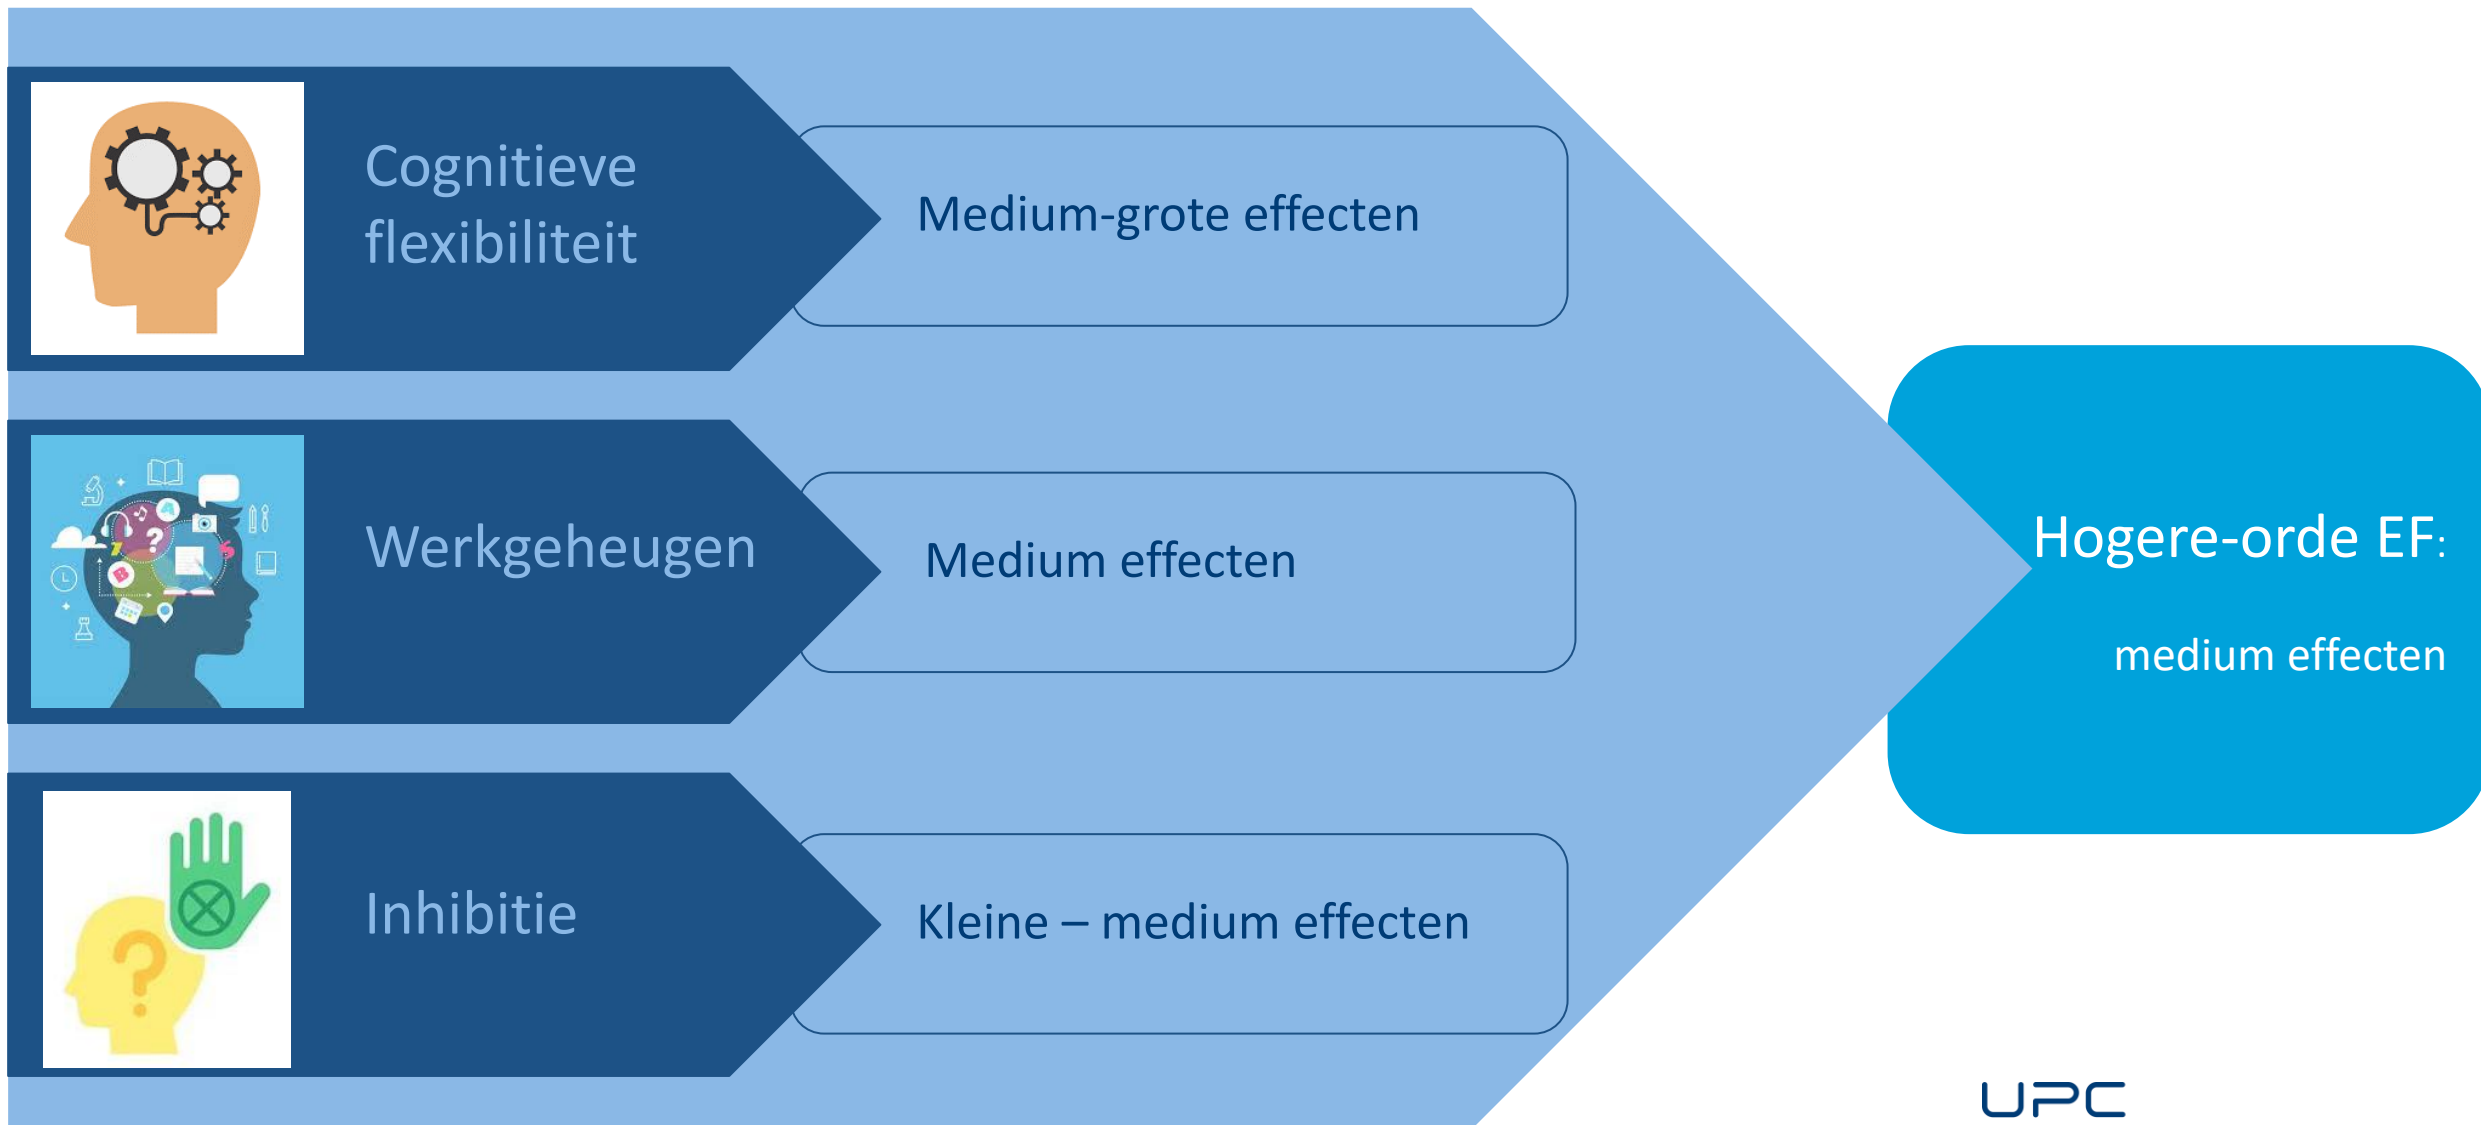 Cognitieve
flexibiliteit
Medium-grote effecten
Werkgeheugen
Medium effecten
Inhibitie
Kleine – medium effecten
Hogere-orde EF:
medium effecten
UPC